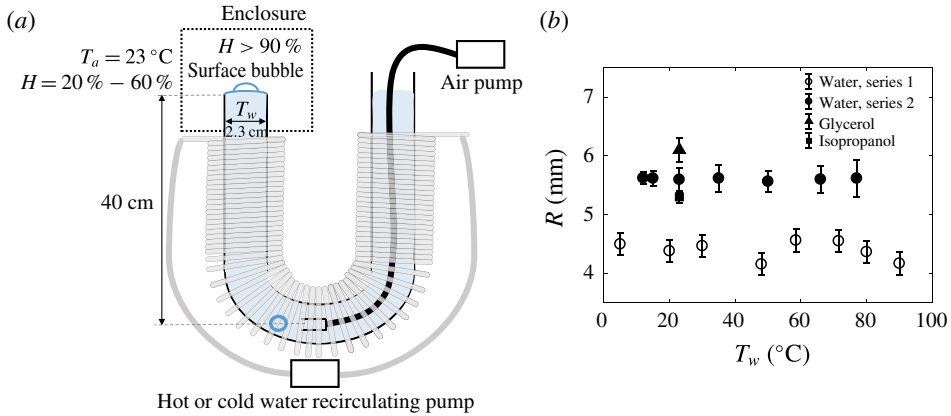 (a)
Enclosure
T_a = 23 °C
H = 20 % − 60 %
H > 90 %
Surface bubble
T_w
2.3 cm
Air pump
40 cm
Hot or cold water recirculating pump
(b)
Water, series 1
Water, series 2
Glycerol
Isopropanol
R (mm)
7
6
5
4
0 20 40 60 80 100
T_w (°C)